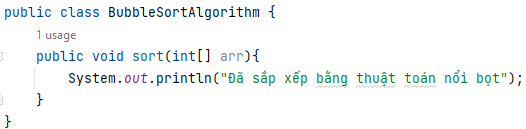 public class BubbleSortAlgorithm {
1 usage
public void sort(int[] arr){
System.out.println("Đã sắp xếp bằng thuật toán nổi bọt");
}
}